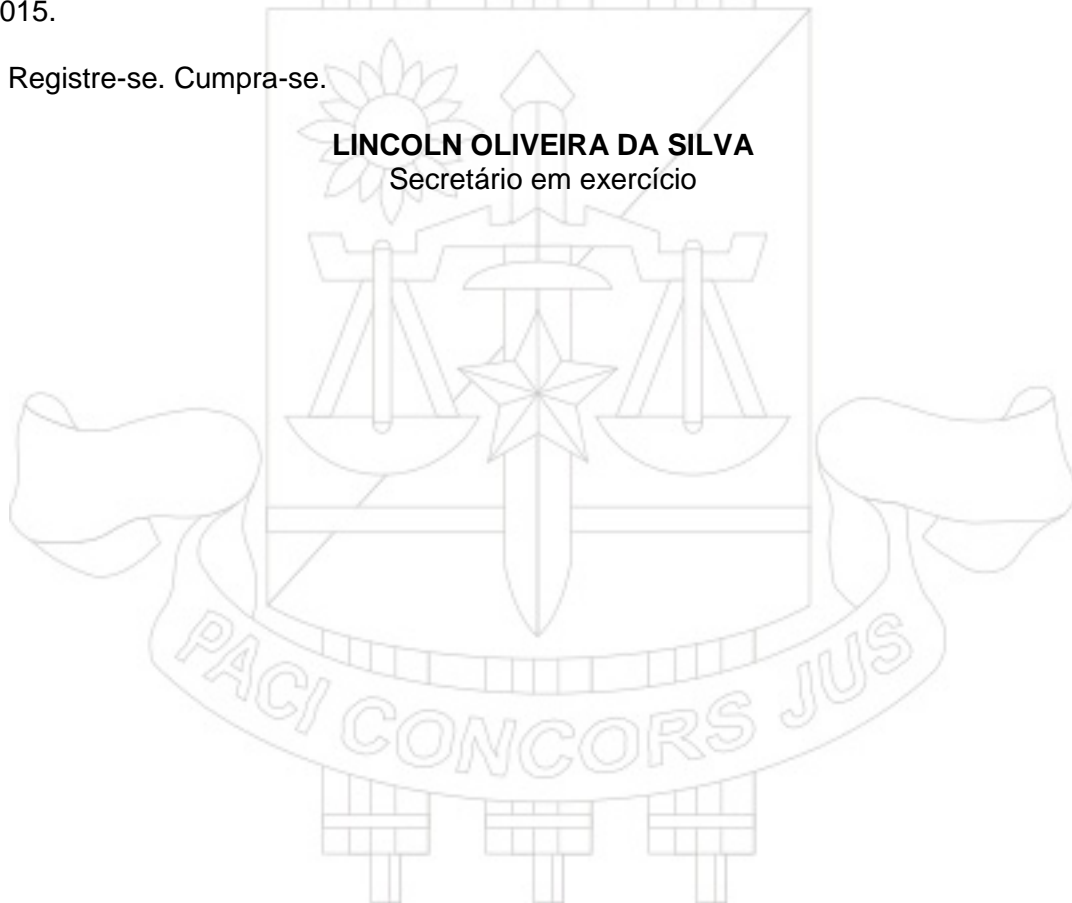 015.
Registre-se. Cumpra-se.
LINCOLN OLIVEIRA DA SILVA
Secretário em exercício
PACI CONCORS JUS